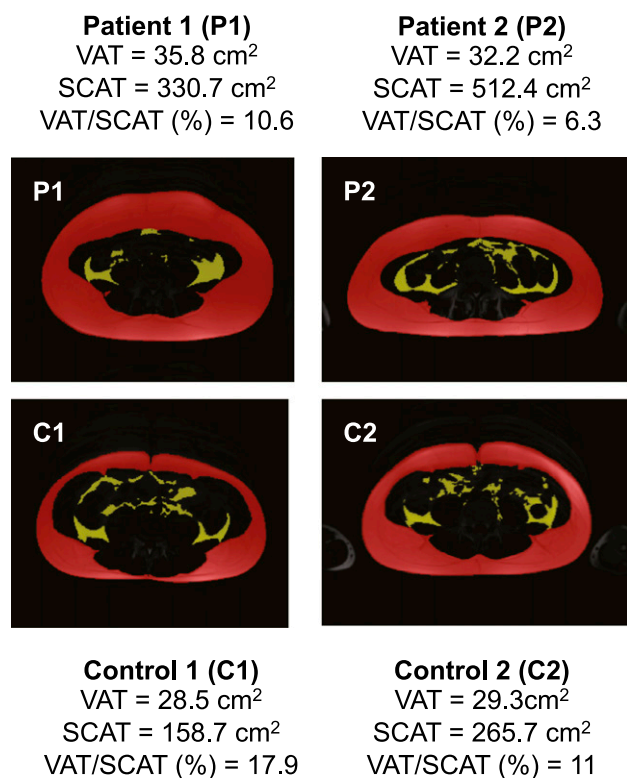 Patient 1 (P1)
VAT = 35.8 cm²
SCAT = 330.7 cm²
VAT/SCAT (%) = 10.6
Patient 2 (P2)
VAT = 32.2 cm²
SCAT = 512.4 cm²
VAT/SCAT (%) = 6.3
P1
P2
C1
C2
Control 1 (C1)
VAT = 28.5 cm²
SCAT = 158.7 cm²
VAT/SCAT (%) = 17.9
Control 2 (C2)
VAT = 29.3cm²
SCAT = 265.7 cm²
VAT/SCAT (%) = 11